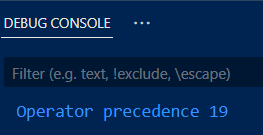 DEBUG CONSOLE ···
Filter (e.g. text, !exclude, \escape)
Operator precedence 19